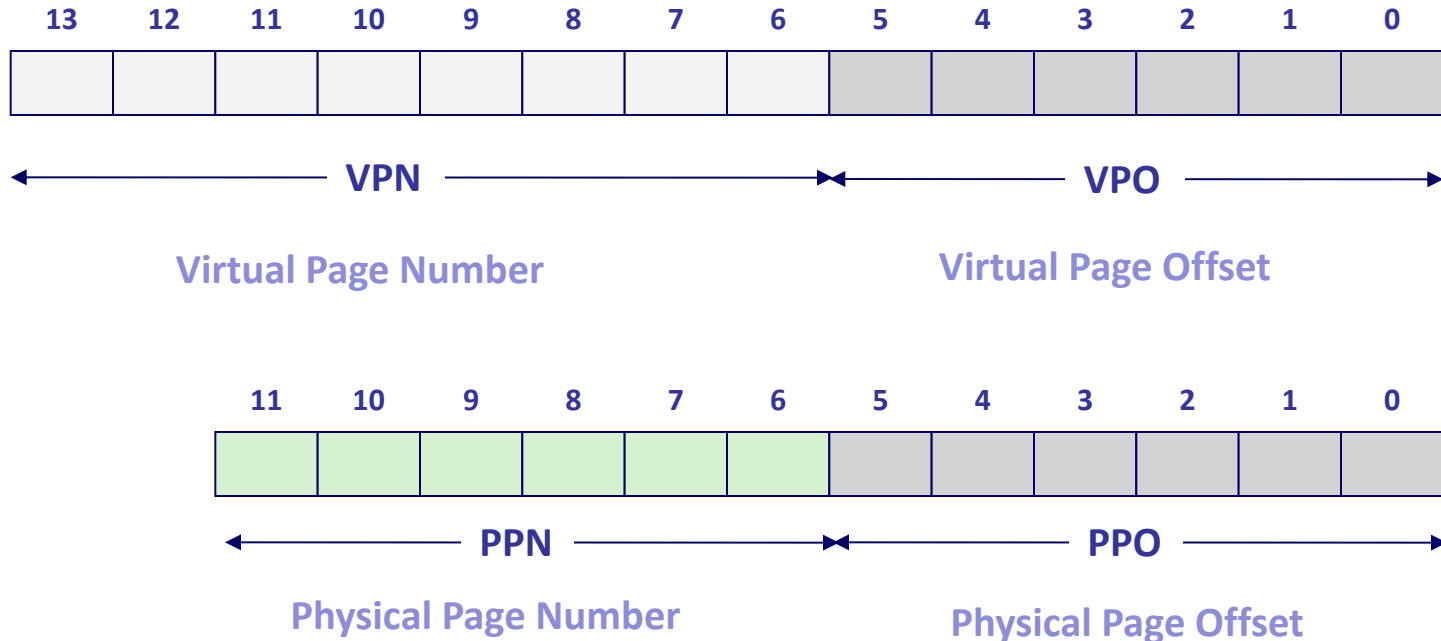 13 12 11 10 9 8 7 6 5 4 3 2 1 0
VPN VPO
Virtual Page Number Virtual Page Offset
11 10 9 8 7 6 5 4 3 2 1 0
PPN PPO
Physical Page Number Physical Page Offset